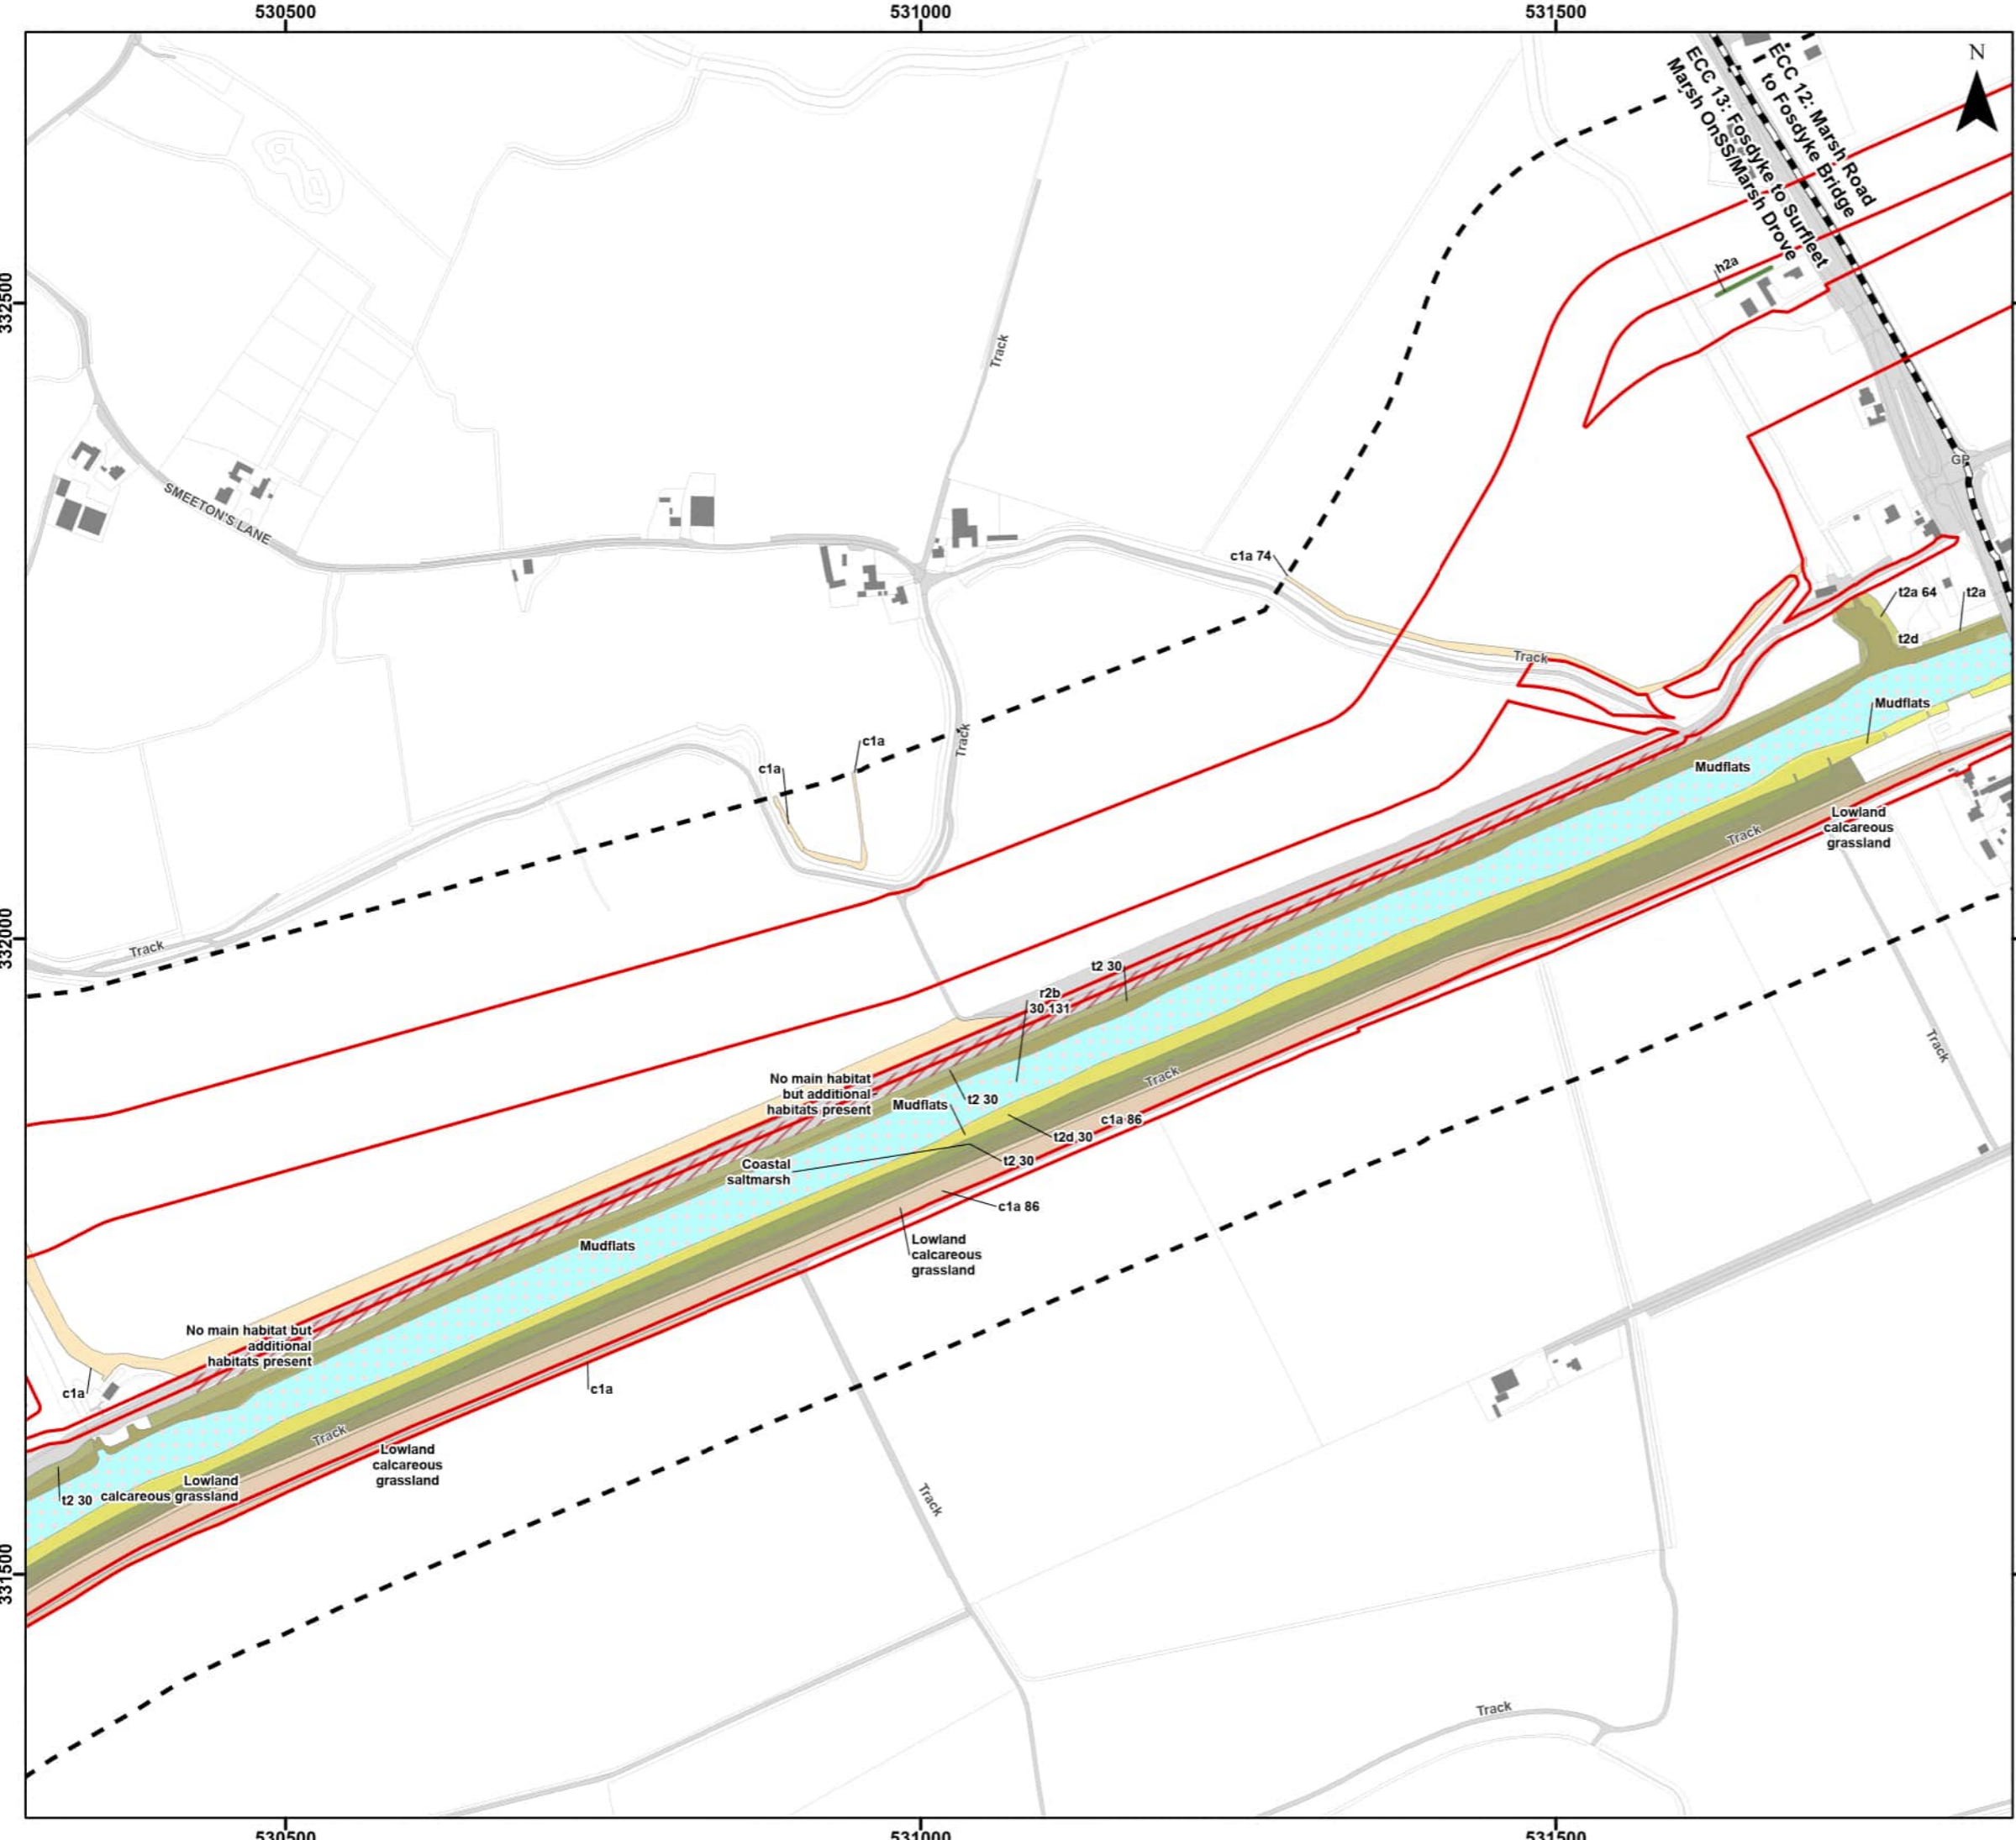 530500
531000
531500
N
ECC 12: Marsh Road
to Fosdyke Bridge
ECC 13: Fosdyke to Surfleet
Marsh OnSS/Marsh Drove
h2a
332500
Track
GP
SMEETON'S LANE
c1a 74
t2a 64
t2a
t2d
Track
Mudflats
c1a
c1a
Track
Mudflats
Lowland
calcareous
grassland
Track
332000
Track
t2 30
r2b
30 131
Track
Track
No main habitat
but additional
habitats present
t2 30
Mudflats
c1a 86
t2d 30
Coastal
saltmarsh
t2 30
c1a 86
Mudflats
Lowland
calcareous
grassland
No main habitat but
additional
habitats present
c1a
c1a
Track
Lowland
calcareous
grassland
Lowland
calcareous grassland
t2 30
Track
331500
Track
530500
531000
531500